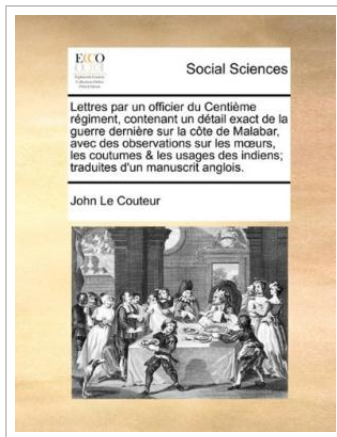 ECCO
Social Sciences
Lettres par un officier du Centième
régiment, contenant un détail exact de la
guerre dernière sur la côte de Malabar,
avec des observations sur les mœurs,
les coutumes & les usages des indiens;
traduites d'un manuscrit anglois.
John Le Couteur